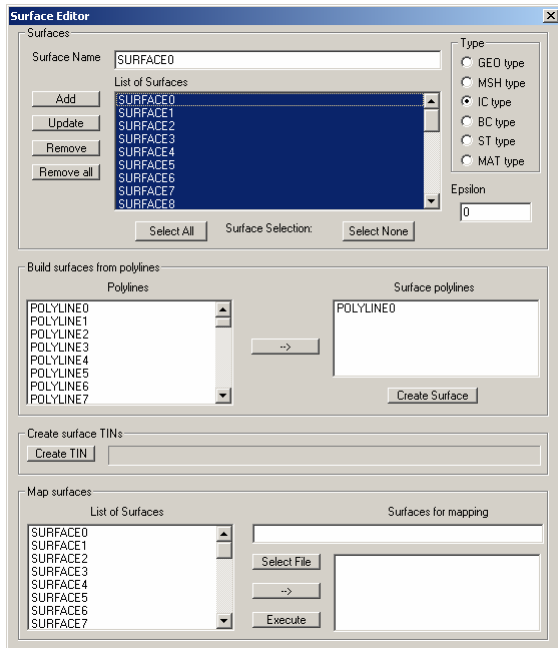 Surface Editor
Surfaces
Surface Name
SURFACE0
List of Surfaces
SURFACE0
SURFACE1
SURFACE2
SURFACE3
SURFACE4
SURFACE5
SURFACE6
SURFACE7
SURFACE8
Add
Update
Remove
Remove all
Select All
Surface Selection:
Select None
Type
GEO type
MSH type
IC type
BC type
ST type
MAT type
Epsilon
0
Build surfaces from polylines
Polylines
POLYLINE0
POLYLINE1
POLYLINE2
POLYLINE3
POLYLINE4
POLYLINE5
POLYLINE6
POLYLINE7
-->
Surface polylines
POLYLINE0
Create Surface
Create surface TINs
Create TIN
Map surfaces
List of Surfaces
SURFACE0
SURFACE1
SURFACE2
SURFACE3
SURFACE4
SURFACE5
SURFACE6
SURFACE7
Surfaces for mapping
Select File
-->
Execute